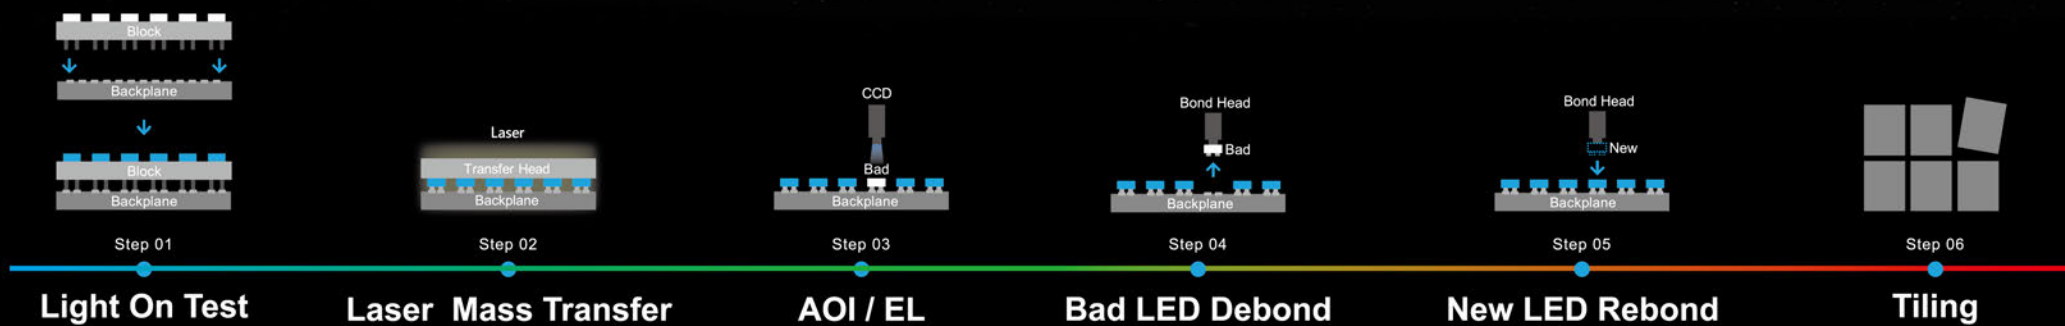 Block
Backplane
Block
Backplane
Step 01
Light On Test
Laser
Transfer Head
Backplane
Step 02
Laser Mass Transfer
CCD
Bad
Backplane
Step 03
AOI / EL
Bond Head
Bad
Backplane
Step 04
Bad LED Debond
Bond Head
New
Backplane
Step 05
New LED Rebond
Step 06
Tiling